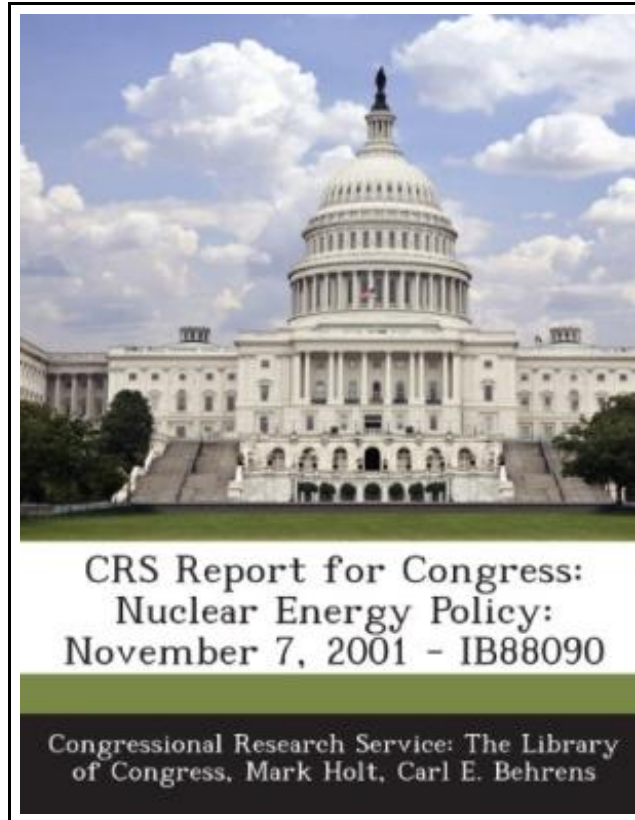 CRS Report for Congress:
Nuclear Energy Policy:
November 7, 2001 - IB88090
Congressional Research Service: The Library
of Congress, Mark Holt, Carl E. Behrens